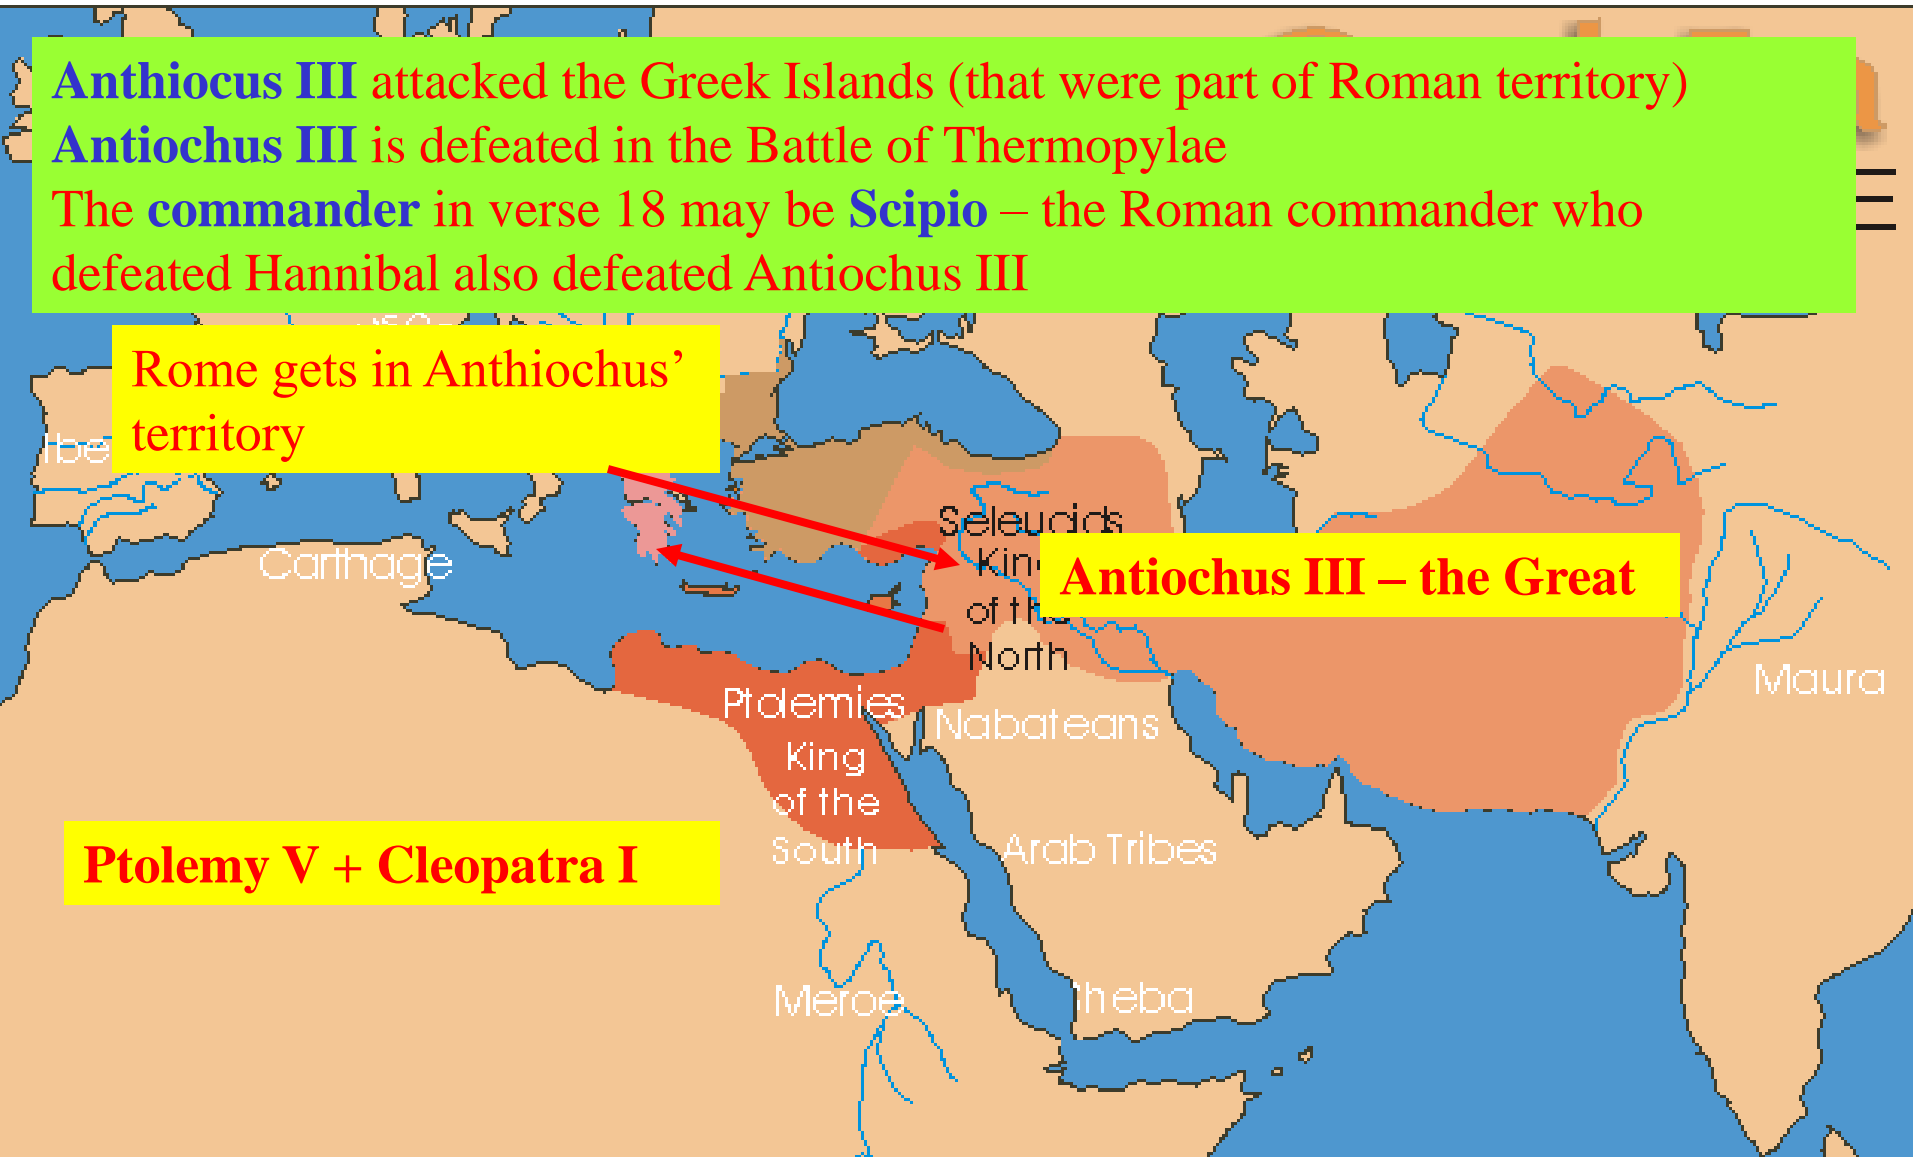 Anthiocus III attacked the Greek Islands (that were part of Roman territory)
Antiochus III is defeated in the Battle of Thermopylae
The commander in verse 18 may be Scipio – the Roman commander who
defeated Hannibal also defeated Antiochus III
Rome gets in Anthiochus’
territory
Carthage
Seleucids
of
North
Antiochus III – the Great
Maura
Ptolemies
King
of the
South
Nabateans
Ptolemy V + Cleopatra I
Arab Tribes
Meroe